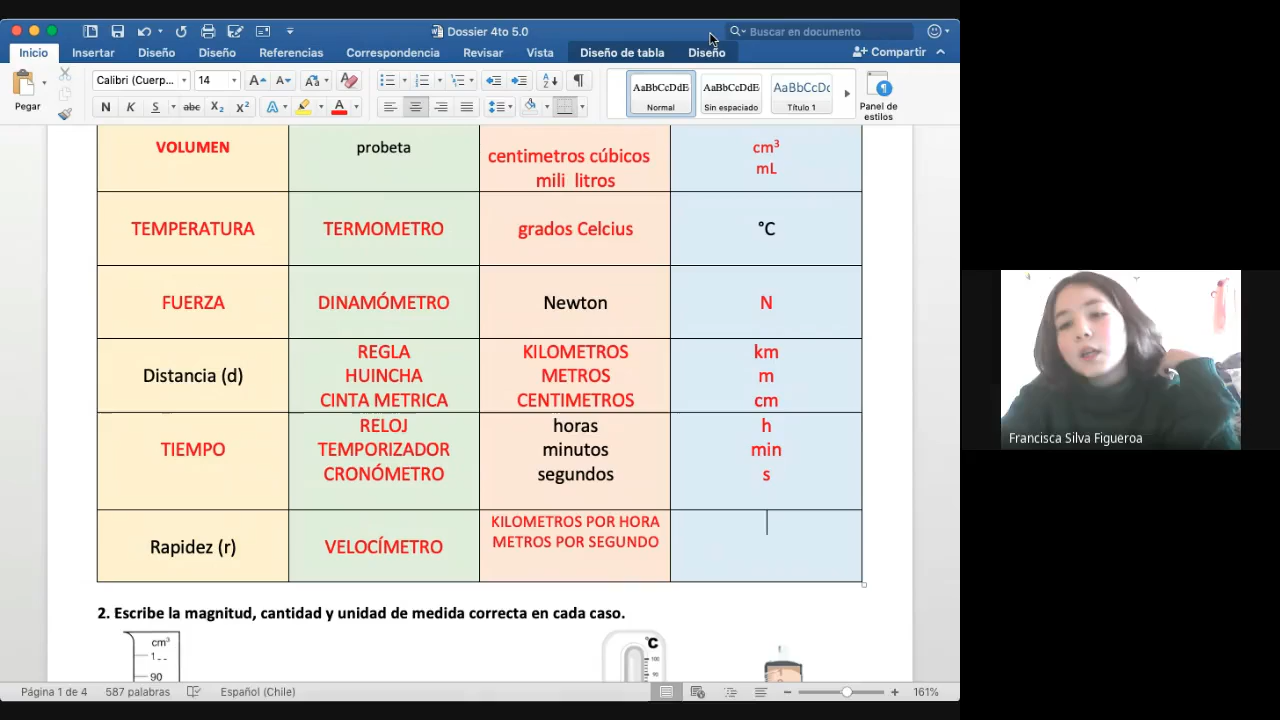 Dossier 4to 5.0
Buscar en documento
Inicio Insertar Diseño Diseño Referencias Correspondencia Revisar Vista Diseño de tabla Diseño Compartir
Pegar
Calibri (Cuerp... 14
N K S abc X₂ X²
AaBbCcDdE AaBbCcDdE AaBbCcDc
Normal Sin espaciado Título 1
Panel de estilos
VOLUMEN probeta centimetros cúbicos cm³
mili litros mL
TEMPERATURA TERMOMETRO grados Celcius °C
FUERZA DINAMÓMETRO Newton N
REGLA KILOMETROS km
Distancia (d) HUINCHA METROS m
CINTA METRICA CENTIMETROS cm
RELOJ horas h
TIEMPO TEMPORIZADOR minutos min
CRONÓMETRO segundos s
KILOMETROS POR HORA
Rapidez (r) VELOCÍMETRO METROS POR SEGUNDO
2. Escribe la magnitud, cantidad y unidad de medida correcta en cada caso.
cm³
1_ _
90
°C
100
90
Página 1 de 4 587 palabras Español (Chile) 161%
Francisca Silva Figueroa